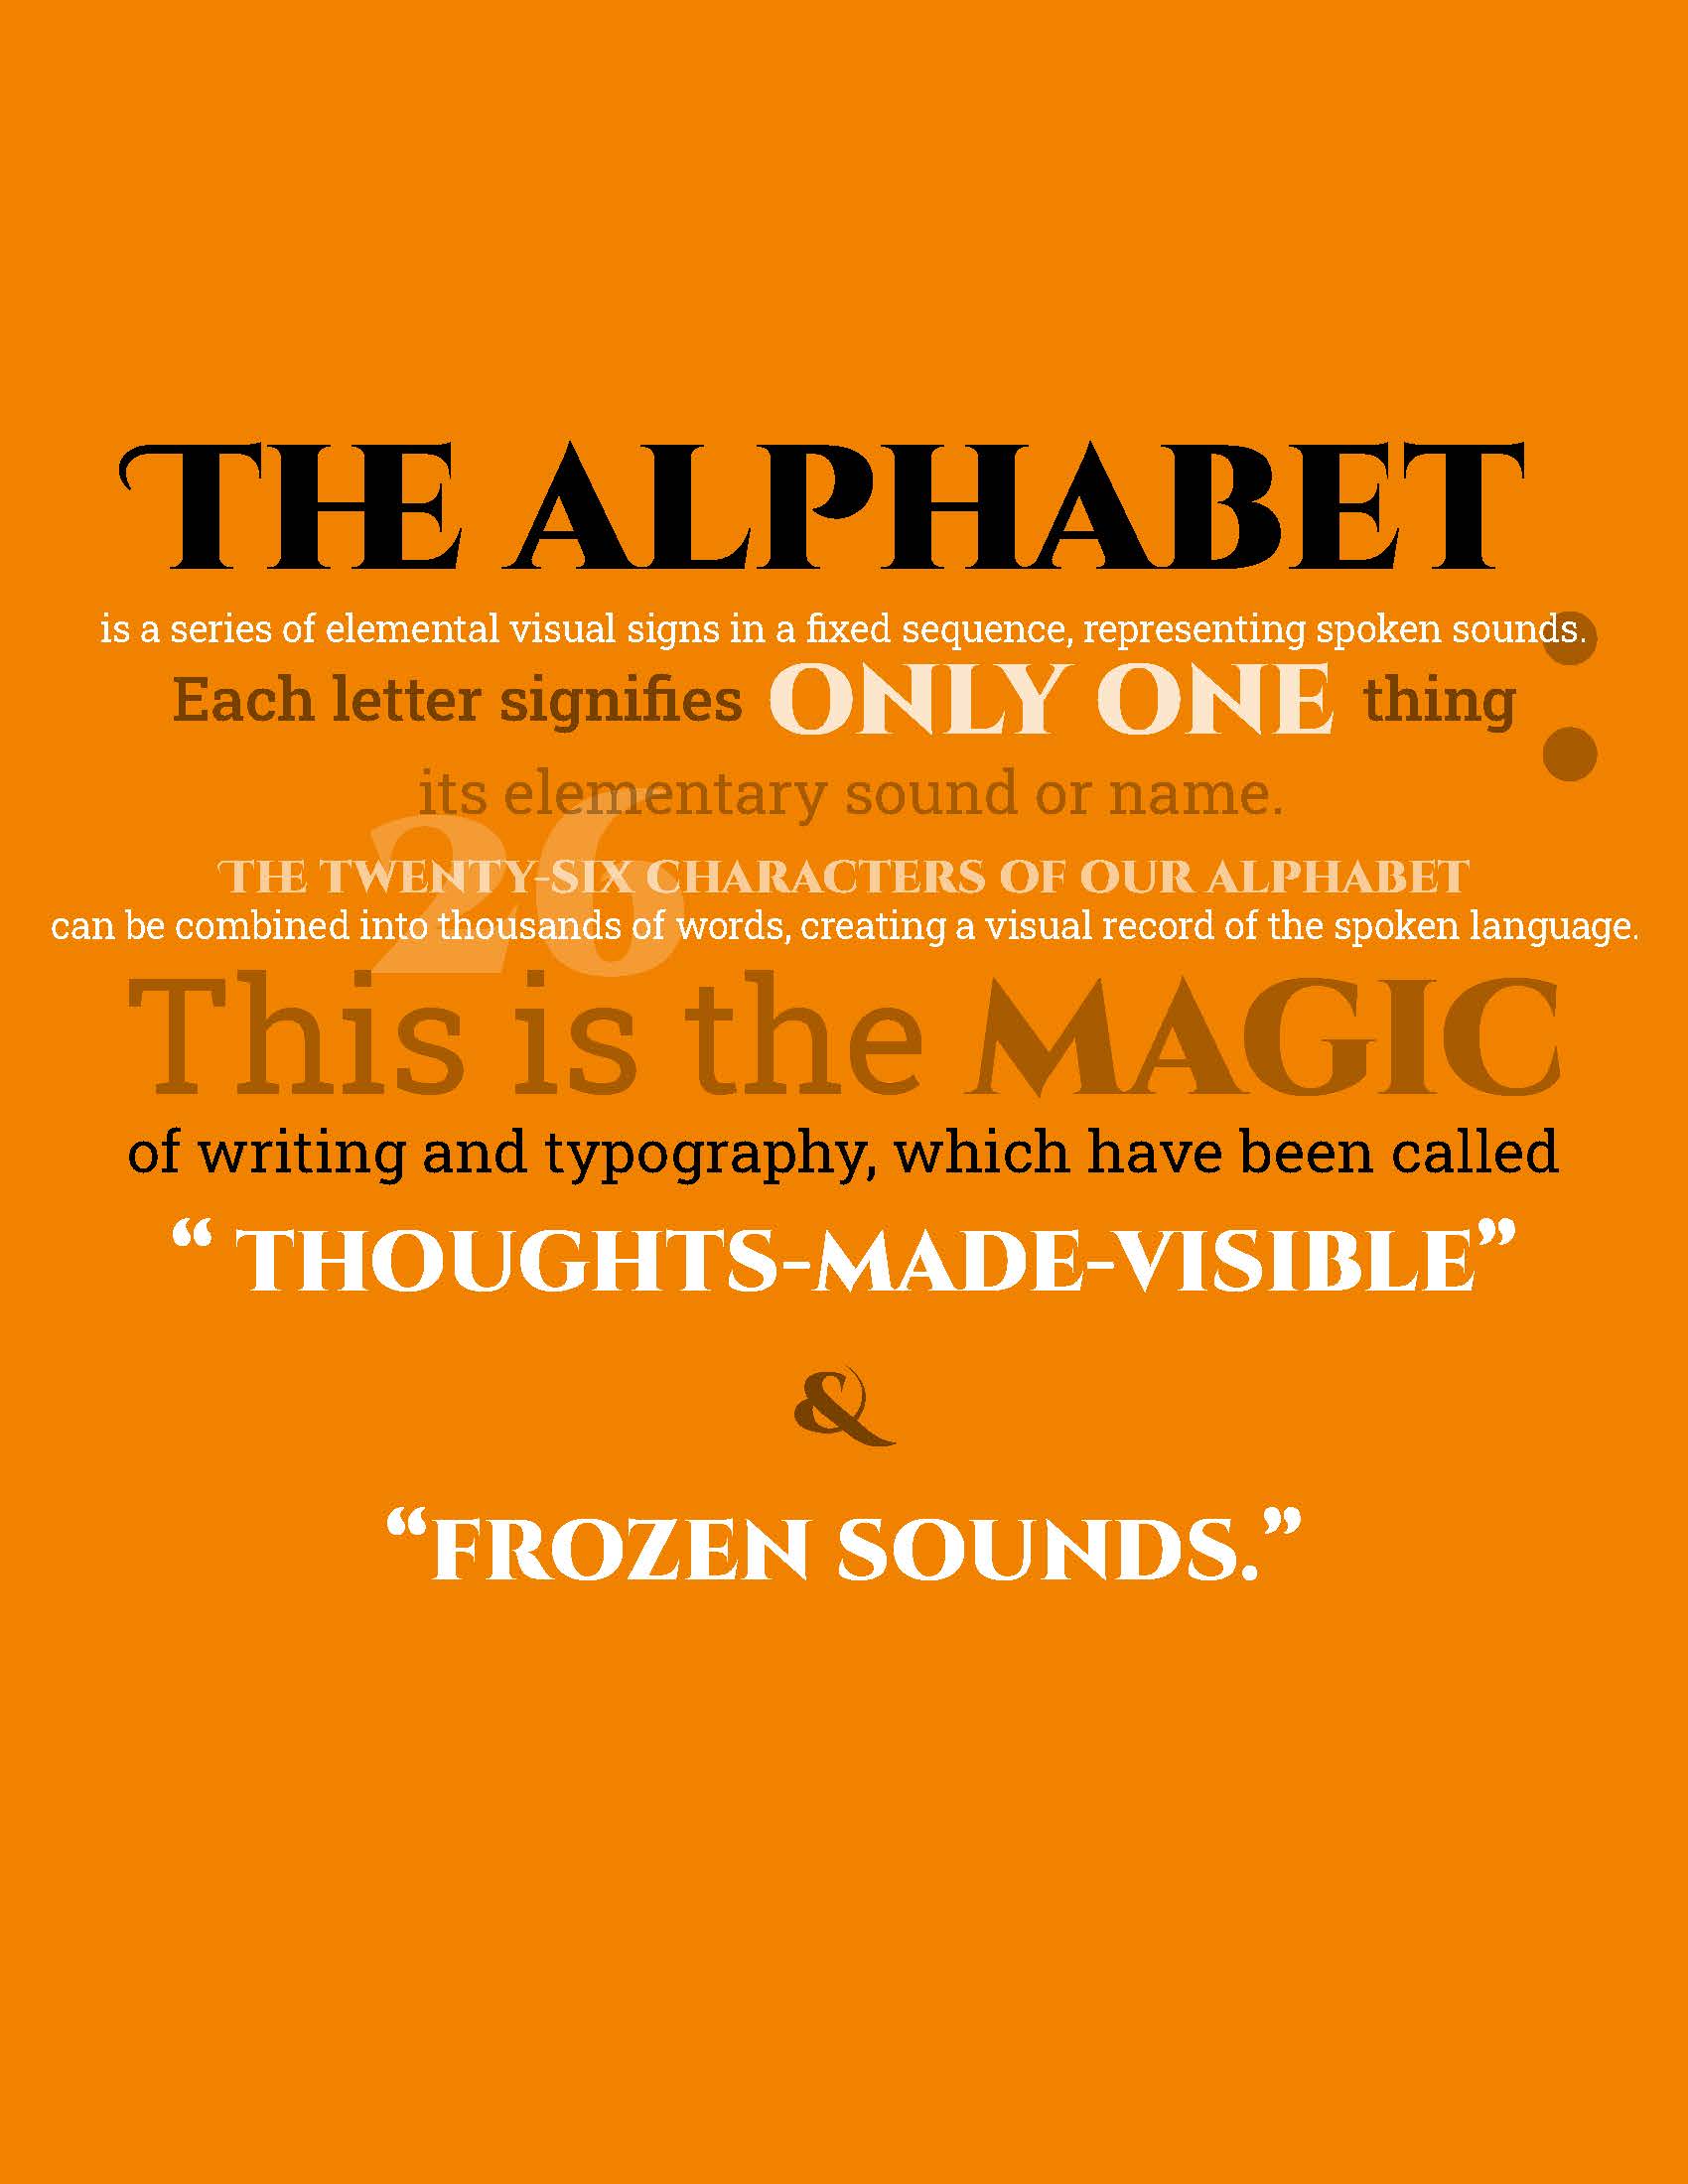 THE ALPHABET
is a series of elemental visual signs in a fixed sequence, representing spoken sounds.
Each letter signifies ONLY ONE thing :
its elementary sound or name.
26
THE TWENTY-SIX CHARACTERS OF OUR ALPHABET
can be combined into thousands of words, creating a visual record of the spoken language.
This is the MAGIC
of writing and typography, which have been called
“ THOUGHTS-MADE-VISIBLE”
&
“FROZEN SOUNDS.”